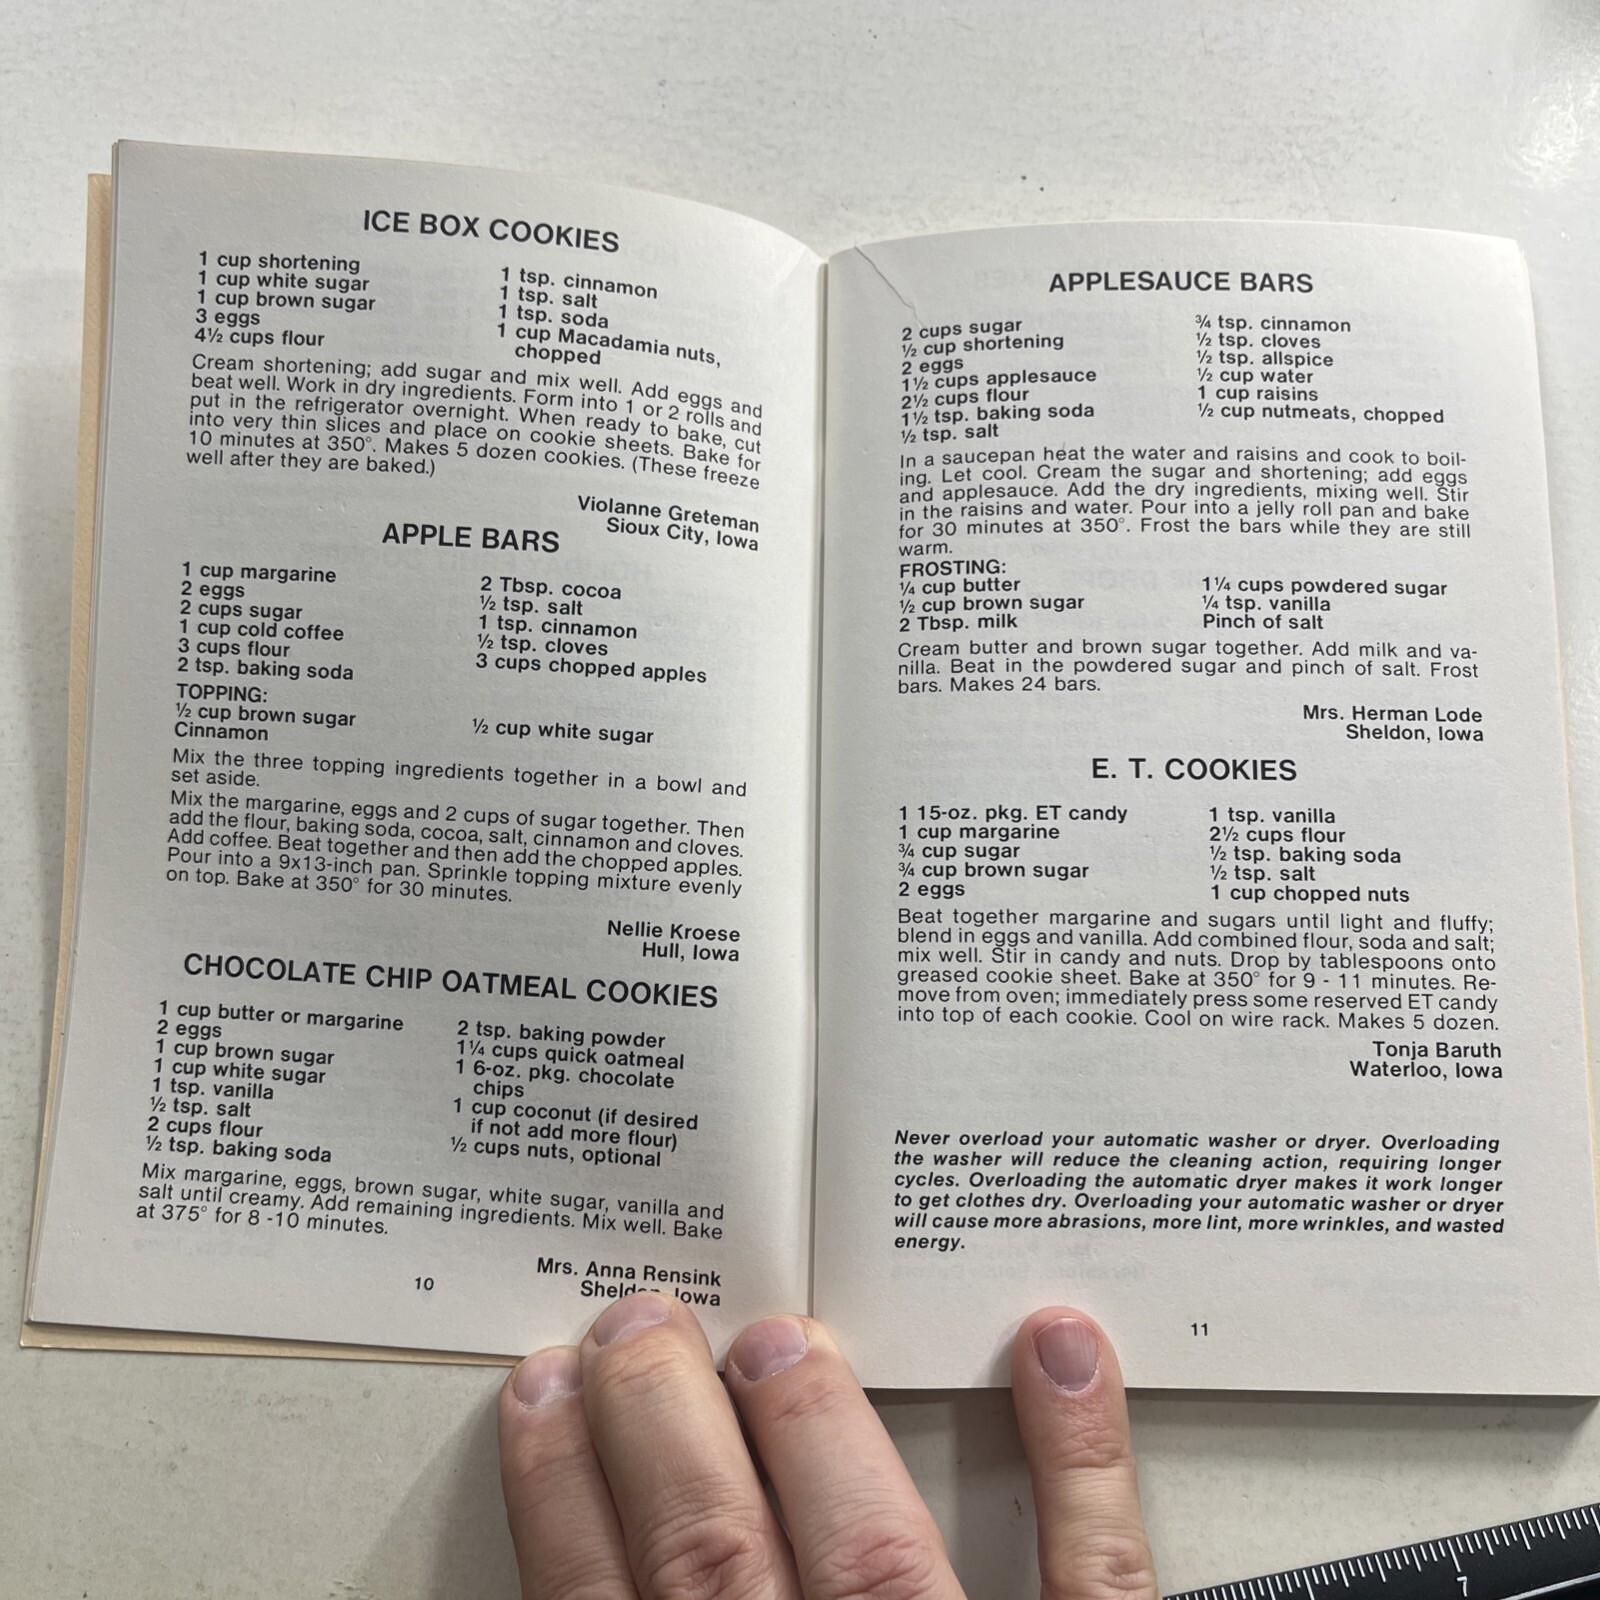 ICE BOX COOKIES
1 cup shortening
1 cup white sugar
1 cup brown sugar
3 eggs
4½ cups flour
1 tsp. cinnamon
1 tsp. salt
1 tsp. soda
1 cup Macadamia nuts,
chopped
Cream shortening; add sugar and mix well. Add eggs and
beat well. Work in dry ingredients. Form into 1 or 2 rolls and
put in the refrigerator overnight. When ready to bake, cut
into very thin slices and place on cookie sheets. Bake for
10 minutes at 350°. Makes 5 dozen cookies. (These freeze
well after they are baked.)
Violanne Greteman
Sioux City, Iowa
APPLE BARS
1 cup margarine
2 eggs
2 cups sugar
1 cup cold coffee
3 cups flour
2 tsp. baking soda
2 Tbsp. cocoa
½ tsp. salt
1 tsp. cinnamon
½ tsp. cloves
3 cups chopped apples
TOPPING:
½ cup brown sugar
Cinnamon
½ cup white sugar
Mix the three topping ingredients together in a bowl and
set aside.
Mix the margarine, eggs and 2 cups of sugar together. Then
add the flour, baking soda, cocoa, salt, cinnamon and cloves.
Add coffee. Beat together and then add the chopped apples.
Pour into a 9x13-inch pan. Sprinkle topping mixture evenly
on top. Bake at 350° for 30 minutes.
Nellie Kroese
Hull, Iowa
CHOCOLATE CHIP OATMEAL COOKIES
1 cup butter or margarine
2 eggs
1 cup brown sugar
1 cup white sugar
1 tsp. vanilla
½ tsp. salt
2 cups flour
½ tsp. baking soda
2 tsp. baking powder
1¼ cups quick oatmeal
1 6-oz. pkg. chocolate
chips
1 cup coconut (if desired
if not add more flour)
½ cups nuts, optional
Mix margarine, eggs, brown sugar, white sugar, vanilla and
salt until creamy. Add remaining ingredients. Mix well. Bake
at 375° for 8 -10 minutes.
Mrs. Anna Rensink
Sheldon, Iowa
10
APPLESAUCE BARS
2 cups sugar
½ cup shortening
2 eggs
1½ cups applesauce
2½ cups flour
1½ tsp. baking soda
½ tsp. salt
¾ tsp. cinnamon
½ tsp. cloves
½ tsp. allspice
½ cup water
1 cup raisins
½ cup nutmeats, chopped
In a saucepan heat the water and raisins and cook to boil-
ing. Let cool. Cream the sugar and shortening; add eggs
and applesauce. Add the dry ingredients, mixing well. Stir
in the raisins and water. Pour into a jelly roll pan and bake
for 30 minutes at 350°. Frost the bars while they are still
warm.
FROSTING:
¼ cup butter
½ cup brown sugar
2 Tbsp. milk
1¼ cups powdered sugar
¼ tsp. vanilla
Pinch of salt
Cream butter and brown sugar together. Add milk and va-
nilla. Beat in the powdered sugar and pinch of salt. Frost
bars. Makes 24 bars.
Mrs. Herman Lode
Sheldon, Iowa
E. T. COOKIES
1 15-oz. pkg. ET candy
1 cup margarine
¾ cup sugar
¾ cup brown sugar
2 eggs
1 tsp. vanilla
2½ cups flour
½ tsp. baking soda
½ tsp. salt
1 cup chopped nuts
Beat together margarine and sugars until light and fluffy;
blend in eggs and vanilla. Add combined flour, soda and salt;
mix well. Stir in candy and nuts. Drop by tablespoons onto
greased cookie sheet. Bake at 350° for 9 - 11 minutes. Re-
move from oven; immediately press some reserved ET candy
into top of each cookie. Cool on wire rack. Makes 5 dozen.
Tonja Baruth
Waterloo, Iowa
Never overload your automatic washer or dryer. Overloading
the washer will reduce the cleaning action, requiring longer
cycles. Overloading the automatic dryer makes it work longer
to get clothes dry. Overloading your automatic washer or dryer
will cause more abrasions, more lint, more wrinkles, and wasted
energy.
11
7